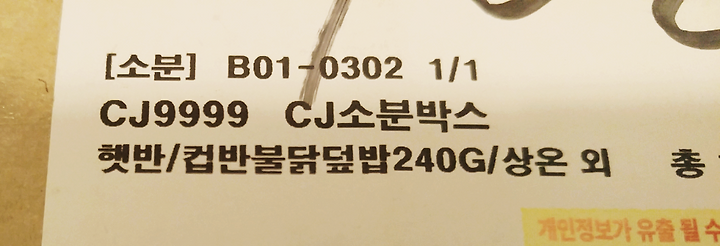 [소분] B01-0302 1/1
CJ9999 CJ소분박스
햇반/컵반불닭덮밥240G/상온 외 총
개인정보가 유출 될 수